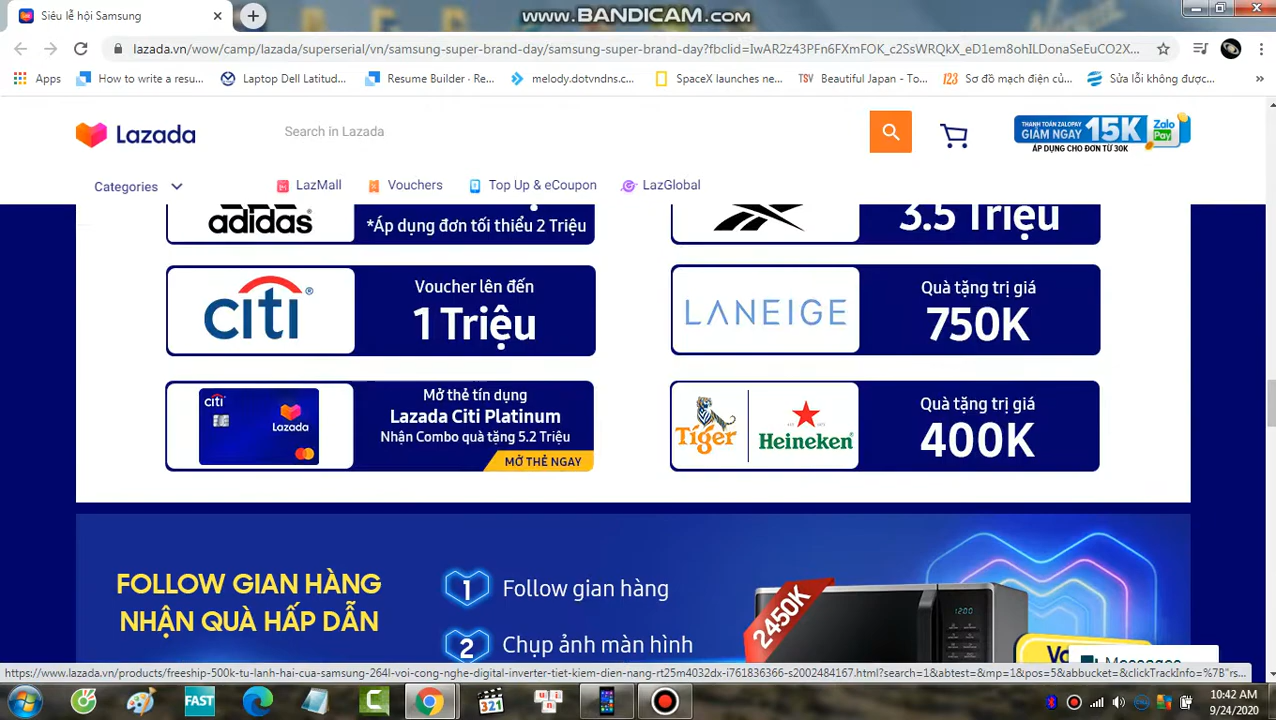 www.BANDICAM.com
Siêu lễ hội Samsung
lazada.vn/wow/camp/lazada/superserial/vn/samsung-super-brand-day/samsung-super-brand-day?fbclid=IwAR2z43PFn6FXmFOK_c2SsWRQkX_eD1em8ohILDonaSeEuCO2X...
Apps How to write a resu... Laptop Dell Latitud... Resume Builder · Re... melody.dotvndns.c... SpaceX launches ne... TSV Beautiful Japan - To... 123 Sơ đồ mạch điện củ... Sửa lỗi không được... »
Lazada
Search in Lazada
THANH TOÁN ZALOPAY
GIẢM NGAY 15K
ÁP DỤNG CHO ĐƠN TỪ 30K
Zalo Pay
Categories LazMall Vouchers Top Up & eCoupon LazGlobal
adidas
*Áp dụng đơn tối thiểu 2 Triệu
3.5 Triệu
citi®
Voucher lên đến
1 Triệu
LANEIGE
Quà tặng trị giá
750K
citi
Lazada
Mở thẻ tín dụng
Lazada Citi Platinum
Nhận Combo quà tặng 5.2 Triệu
MỞ THẺ NGAY
Tiger
Heineken
Quà tặng trị giá
400K
FOLLOW GIAN HÀNG
NHẬN QUÀ HẤP DẪN
1 Follow gian hàng
2 Chụp ảnh màn hình
2450K
1200
Messages
https://www.lazada.vn/products/freeship-500k-tu-lanh-hai-cua-samsung-264l-voi-cong-nghe-digital-inverter-tiet-kiem-dien-nang-rt25m4032dx-i761836366-s2002484167.html?search=1&abtest=&mp=1&pos=5&abbucket=&clickTrackInfo=%7B"rs...
FAST
321
10:42 AM
9/24/2020